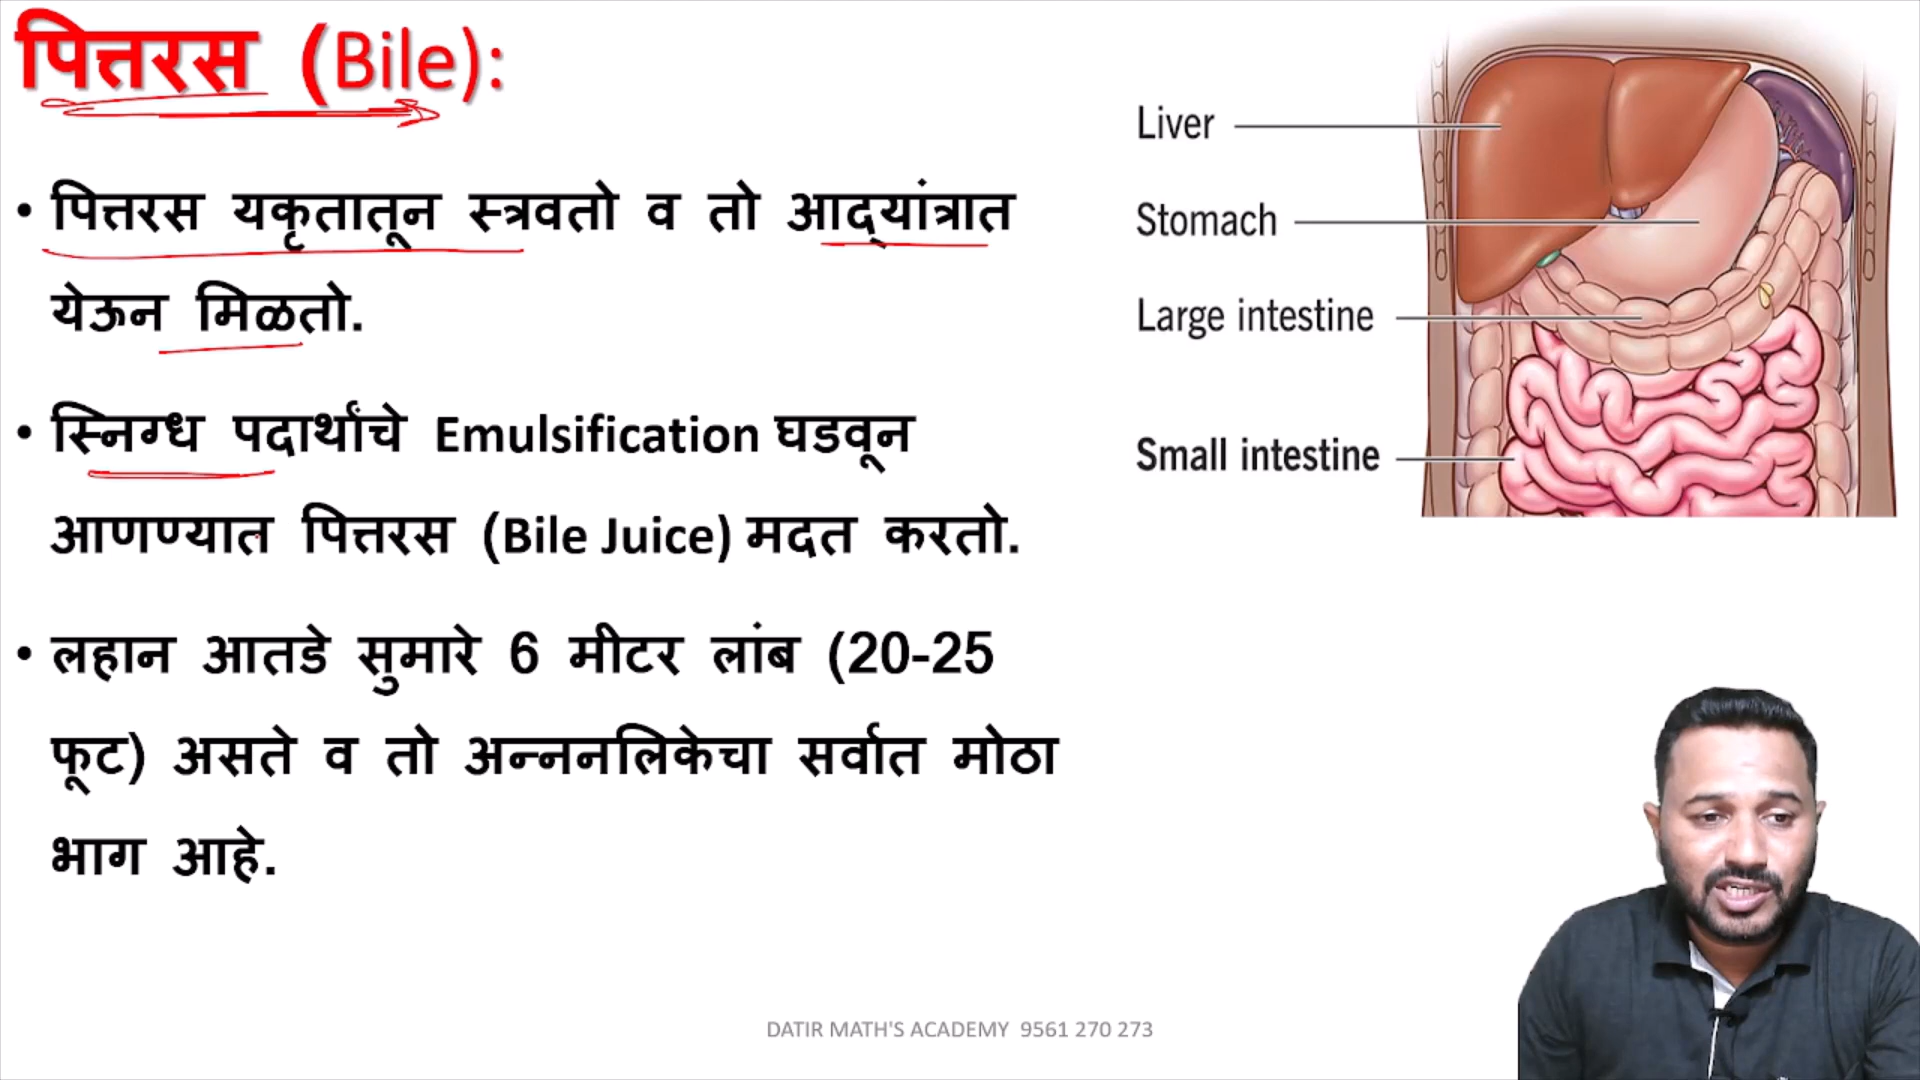 पित्तरस (Bile):
• पित्तरस यकृतातून स्त्रवतो व तो आद्‌यांत्रात
येऊन मिळतो.
• स्निग्ध पदार्थांचे Emulsification घडवून
आणण्यात पित्तरस (Bile Juice) मदत करतो.
• लहान आतडे सुमारे 6 मीटर लांब (20-25
फूट) असते व तो अन्ननलिकेचा सर्वात मोठा
भाग आहे.
Liver
Stomach
Large intestine
Small intestine
DATIR MATH'S ACADEMY 9561 270 273